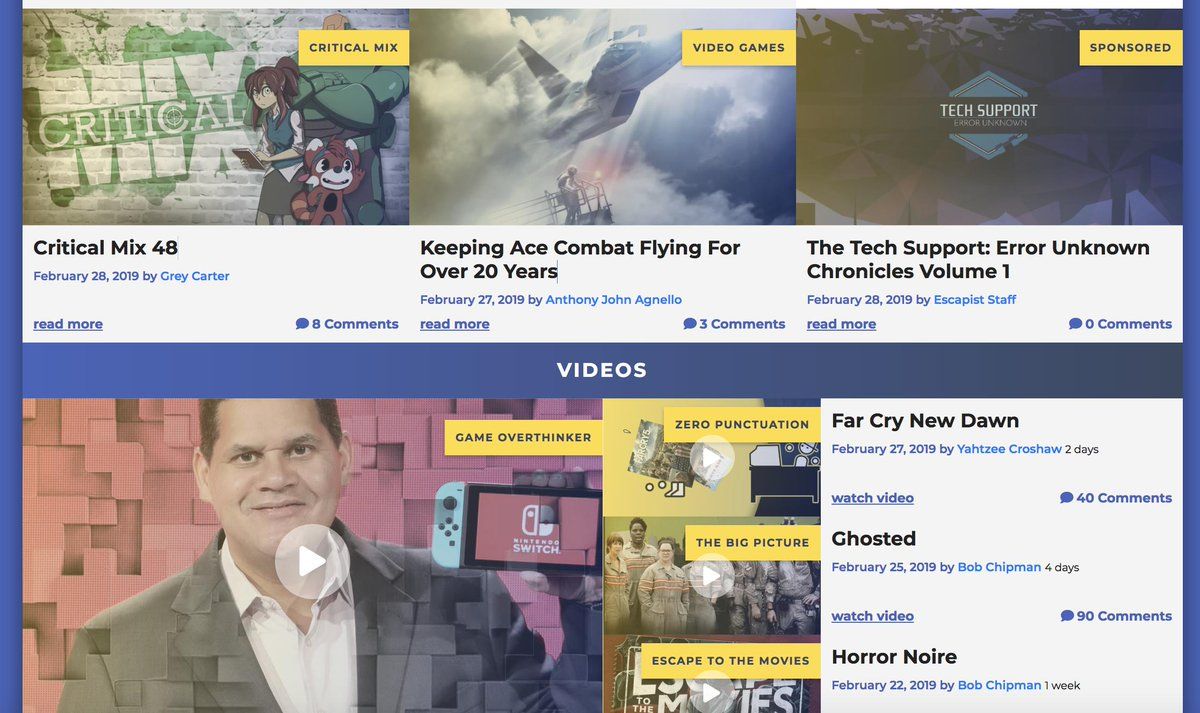 CRITICAL MIX
CRITICAL
VIDEO GAMES
SPONSORED
TECH SUPPORT
ERROR UNKNOWN
Critical Mix 48
February 28, 2019 by Grey Carter
read more
8 Comments
Keeping Ace Combat Flying For
Over 20 Years
February 27, 2019 by Anthony John Agnello
read more
3 Comments
The Tech Support: Error Unknown
Chronicles Volume 1
February 28, 2019 by Escapist Staff
read more
0 Comments
VIDEOS
GAME OVERTHINKER
NINTENDO
SWITCH
ZERO PUNCTUATION
Far Cry New Dawn
February 27, 2019 by Yahtzee Croshaw 2 days
watch video
40 Comments
THE BIG PICTURE
Ghosted
February 25, 2019 by Bob Chipman 4 days
watch video
90 Comments
ESCAPE TO THE MOVIES
ESCAPE
TO THE MOVIES
Horror Noire
February 22, 2019 by Bob Chipman 1 week